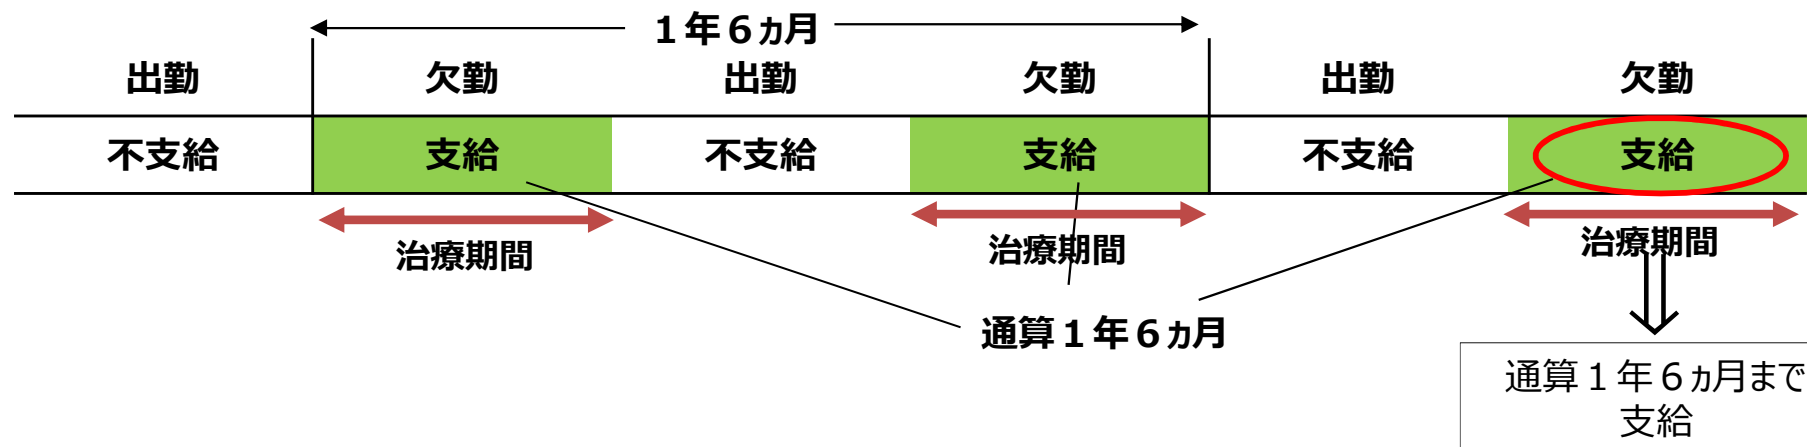 １年６ヵ月
出勤 欠勤 出勤 欠勤 出勤 欠勤
不支給 支給 不支給 支給 不支給 支給
治療期間 治療期間 治療期間
通算１年６ヵ月
通算１年６ヵ月まで
支給